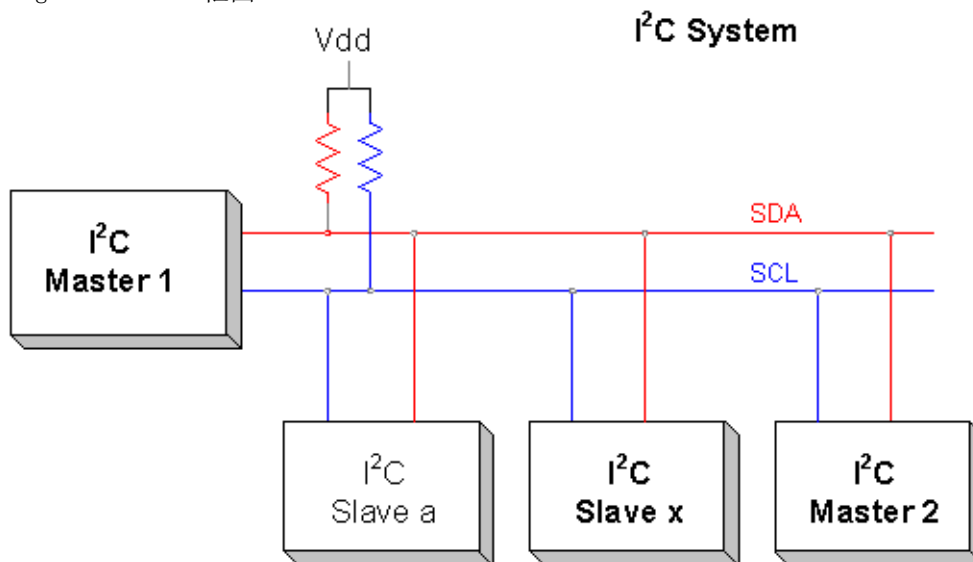 I²C System
Vdd
SDA
SCL
I²C
Master 1
I²C
Slave a
I²C
Slave x
I²C
Master 2